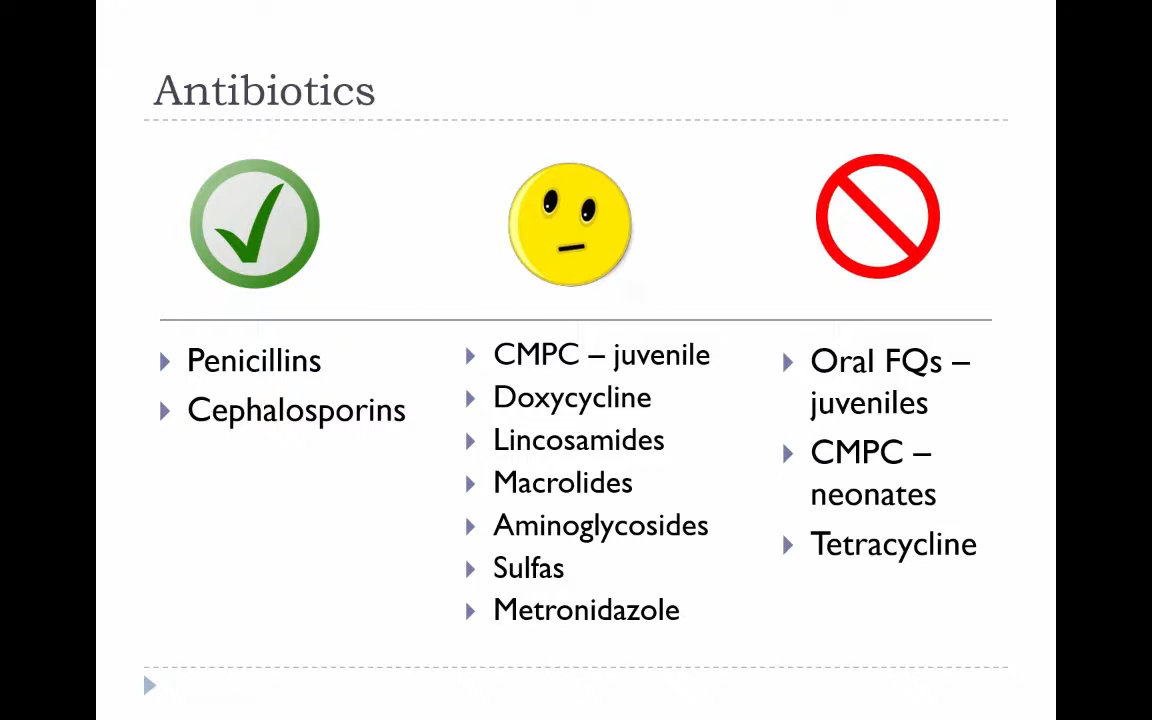 Antibiotics
Penicillins
Cephalosporins
CMPC – juvenile
Doxycycline
Lincosamides
Macrolides
Aminoglycosides
Sulfas
Metronidazole
Oral FQs –
juveniles
CMPC –
neonates
Tetracycline